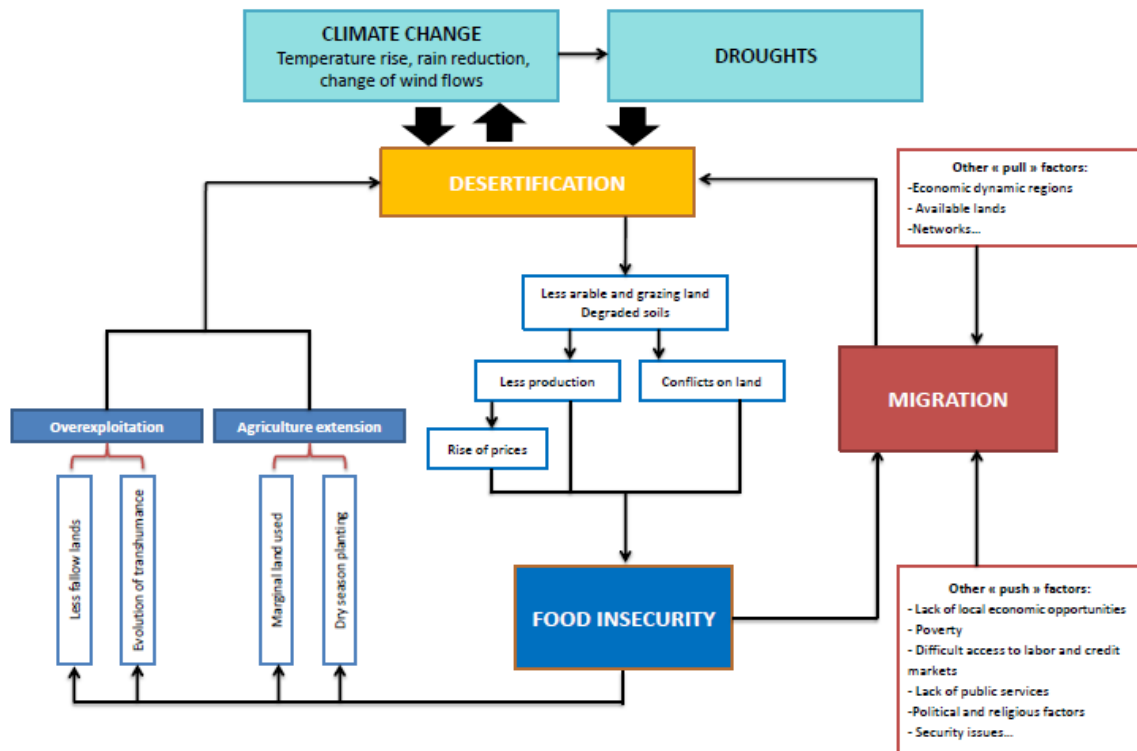 CLIMATE CHANGE
Temperature rise, rain reduction,
change of wind flows
DROUGHTS
DESERTIFICATION
Other « pull » factors:
-Economic dynamic regions
- Available lands
-Networks...
Less arable and grazing land
Degraded soils
Less production
Conflicts on land
MIGRATION
Overexploitation
Agriculture extension
Rise of prices
Less fallow lands
Evolution of transhumance
Marginal land used
Dry season planting
FOOD INSECURITY
Other « push » factors:
- Lack of local economic opportunities
- Poverty
- Difficult access to labor and credit
markets
- Lack of public services
-Political and religious factors
- Security issues...